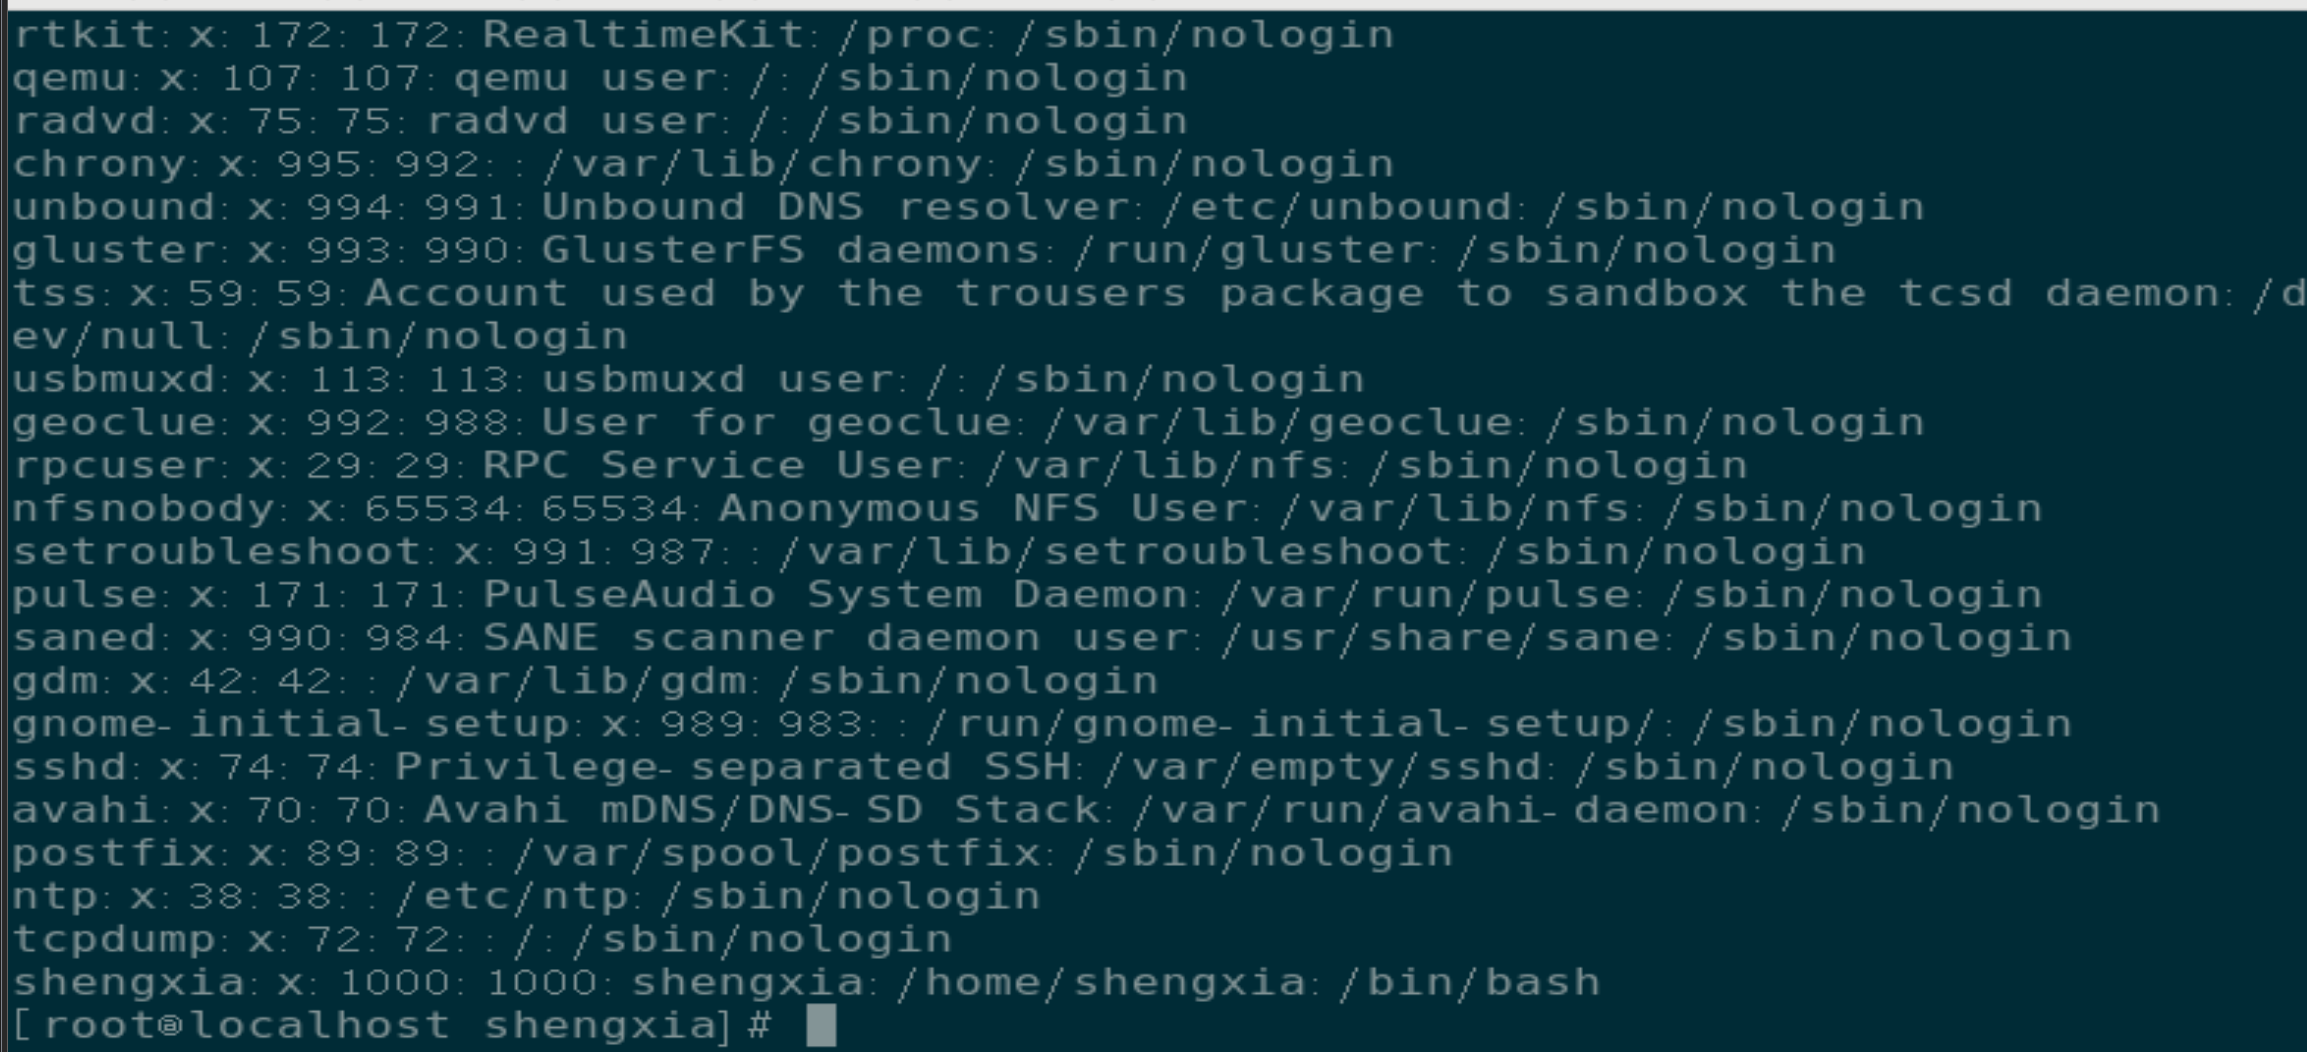 rtkit:x:172:172:RealtimeKit:/proc:/sbin/nologin
qemu:x:107:107:qemu user:/:/sbin/nologin
radvd:x:75:75:radvd user:/:/sbin/nologin
chrony:x:995:992::/var/lib/chrony:/sbin/nologin
unbound:x:994:991:Unbound DNS resolver:/etc/unbound:/sbin/nologin
gluster:x:993:990:GlusterFS daemons:/run/gluster:/sbin/nologin
tss:x:59:59:Account used by the trousers package to sandbox the tcsd daemon:/d
ev/null:/sbin/nologin
usbmuxd:x:113:113:usbmuxd user:/:/sbin/nologin
geoclue:x:992:988:User for geoclue:/var/lib/geoclue:/sbin/nologin
rpcuser:x:29:29:RPC Service User:/var/lib/nfs:/sbin/nologin
nfsnobody:x:65534:65534:Anonymous NFS User:/var/lib/nfs:/sbin/nologin
setroubleshoot:x:991:987::/var/lib/setroubleshoot:/sbin/nologin
pulse:x:171:171:PulseAudio System Daemon:/var/run/pulse:/sbin/nologin
saned:x:990:984:SANE scanner daemon user:/usr/share/sane:/sbin/nologin
gdm:x:42:42::/var/lib/gdm:/sbin/nologin
gnome-initial-setup:x:989:983::/run/gnome-initial-setup/:/sbin/nologin
sshd:x:74:74:Privilege-separated SSH:/var/empty/sshd:/sbin/nologin
avahi:x:70:70:Avahi mDNS/DNS-SD Stack:/var/run/avahi-daemon:/sbin/nologin
postfix:x:89:89::/var/spool/postfix:/sbin/nologin
ntp:x:38:38::/etc/ntp:/sbin/nologin
tcpdump:x:72:72::/:/sbin/nologin
shengxia:x:1000:1000:shengxia:/home/shengxia:/bin/bash
[root@localhost shengxia]#